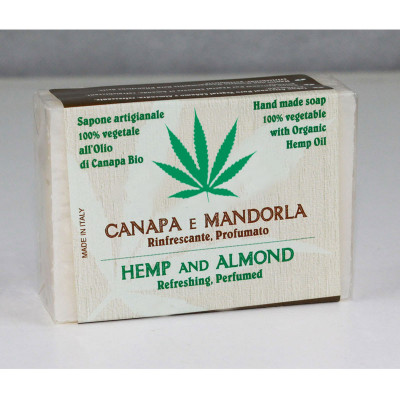 Sapone artigianale
100% vegetale
all'Olio
di Canapa Bio
Hand made soap
100% vegetable
with Organic
Hemp Oil
MADE IN ITALY
CANAPA E MANDORLA
Rinfrescante, Profumato
HEMP AND ALMOND
Refreshing, Perfumed